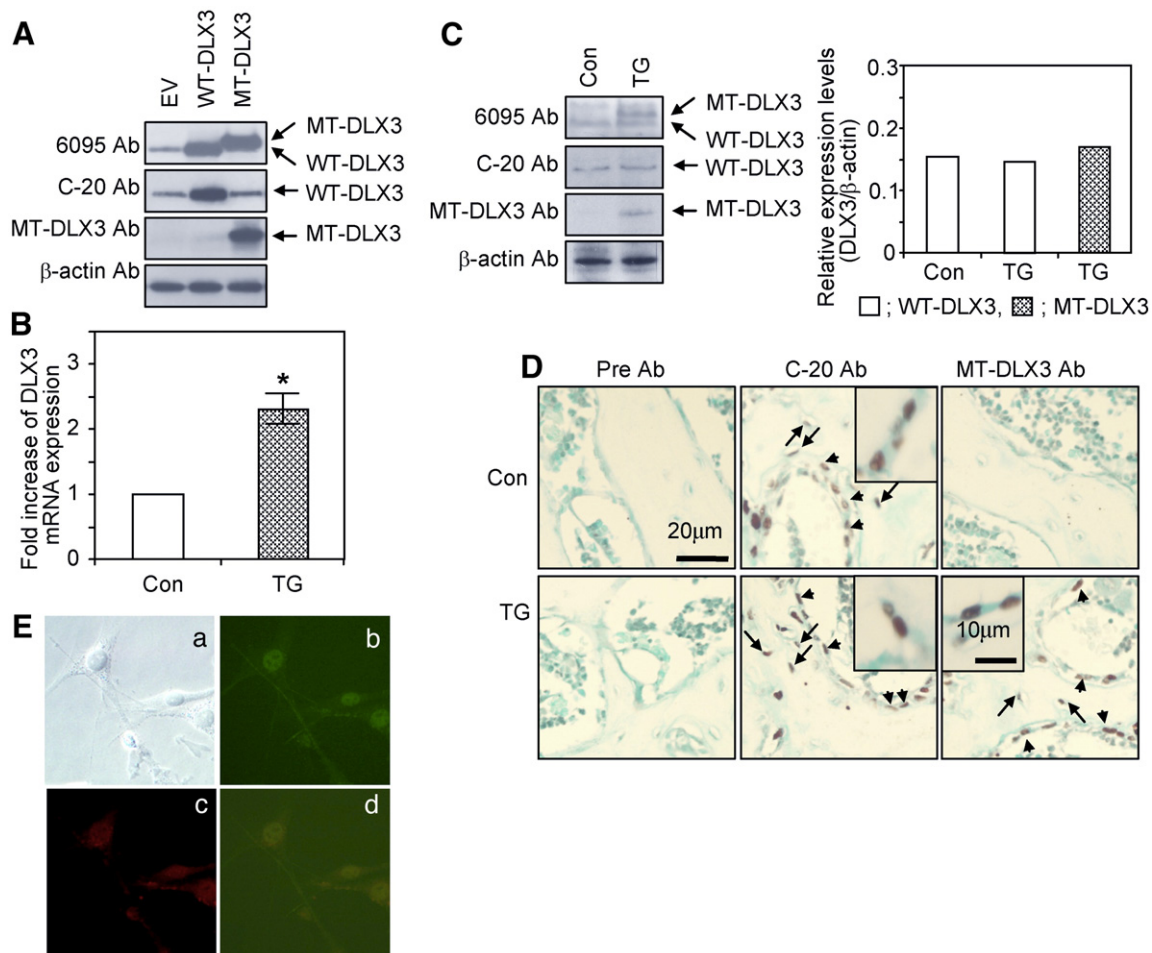 A
EV
WT-DLX3
MT-DLX3
6095 Ab
MT-DLX3
WT-DLX3
C-20 Ab
WT-DLX3
MT-DLX3 Ab
MT-DLX3
β-actin Ab
B
Fold increase of DLX3
mRNA expression
3
2
1
0
Con
TG
*
C
Con
TG
6095 Ab
MT-DLX3
WT-DLX3
C-20 Ab
WT-DLX3
MT-DLX3 Ab
MT-DLX3
β-actin Ab
Relative expression levels
(DLX3/β-actin)
0.3
0.2
0.1
0
Con
TG
TG
; WT-DLX3, ; MT-DLX3
D
Pre Ab
C-20 Ab
MT-DLX3 Ab
Con
20μm
TG
10μm
E
a
b
c
d